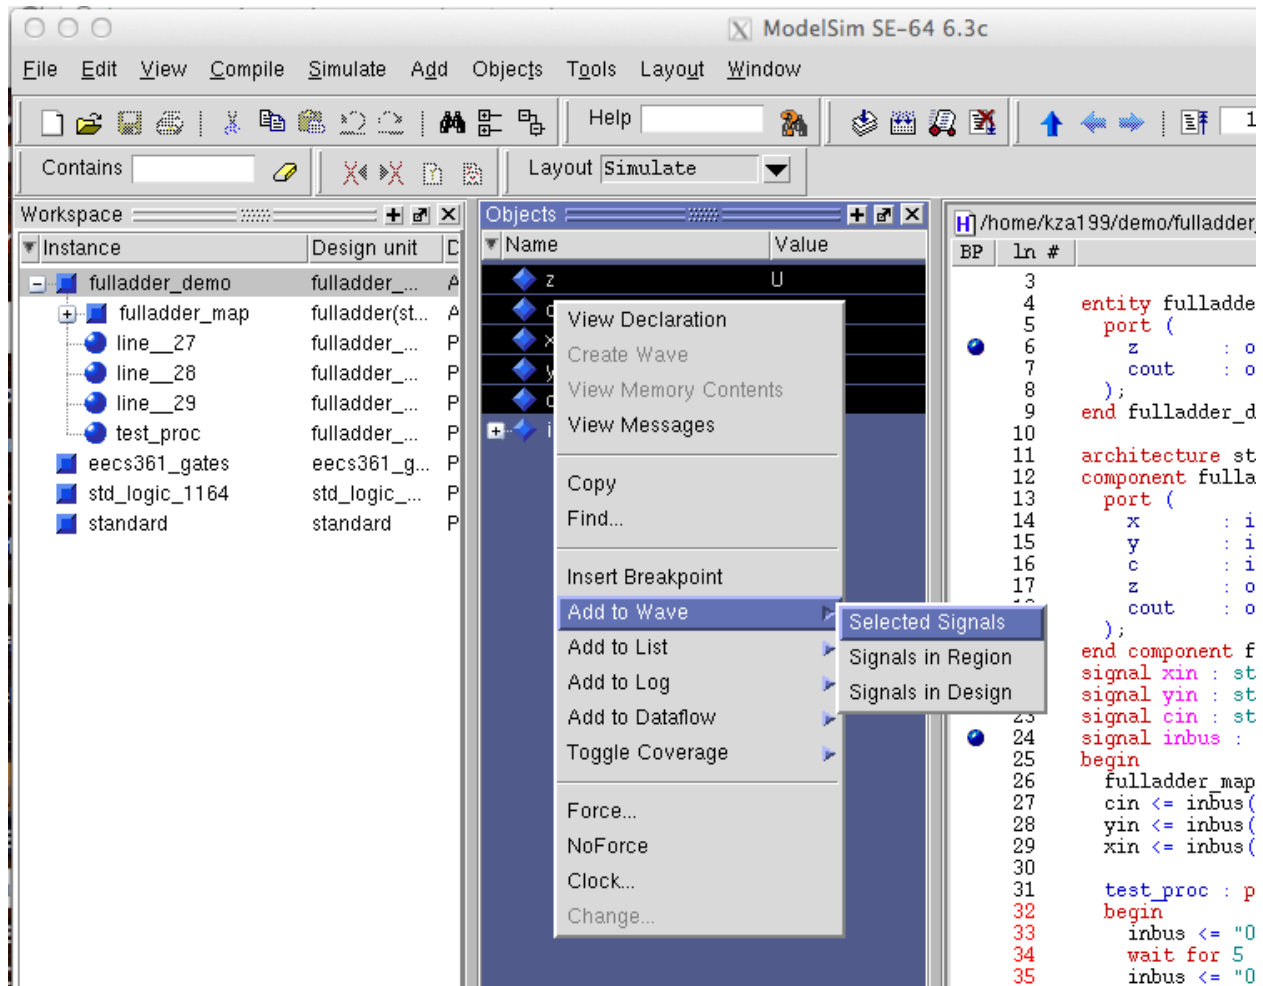 ModelSim SE-64 6.3c
File Edit View Compile Simulate Add Objects Tools Layout Window
Help
1
Contains
Layout Simulate
Workspace
Instance Design unit
fulladder_demo fulladder_... A
fulladder_map fulladder(st... A
line__27 fulladder_... P
line__28 fulladder_... P
line__29 fulladder_... P
test_proc fulladder_... P
eecs361_gates eecs361_g... P
std_logic_1164 std_logic_... P
standard standard P
Objects
Name Value
z U
View Declaration
Create Wave
View Memory Contents
View Messages
Copy
Find...
Insert Breakpoint
Add to Wave
Add to List
Add to Log
Add to Dataflow
Toggle Coverage
Force...
NoForce
Clock...
Change...
Selected Signals
Signals in Region
Signals in Design
H /home/kza199/demo/fulladder_
BP ln #
3
4 entity fulladde
5 port (
6 z : o
7 cout : o
8 );
9 end fulladder_d
10
11 architecture st
12 component fulla
13 port (
14 x : i
15 y : i
16 c : i
17 z : o
cout : o
);
end component f
signal xin : st
signal yin : st
23 signal cin : st
24 signal inbus :
25 begin
26 fulladder_map
27 cin <= inbus(
28 yin <= inbus(
29 xin <= inbus(
30
31 test_proc : p
32 begin
33 inbus <= "0
34 wait for 5
35 inbus <= "0